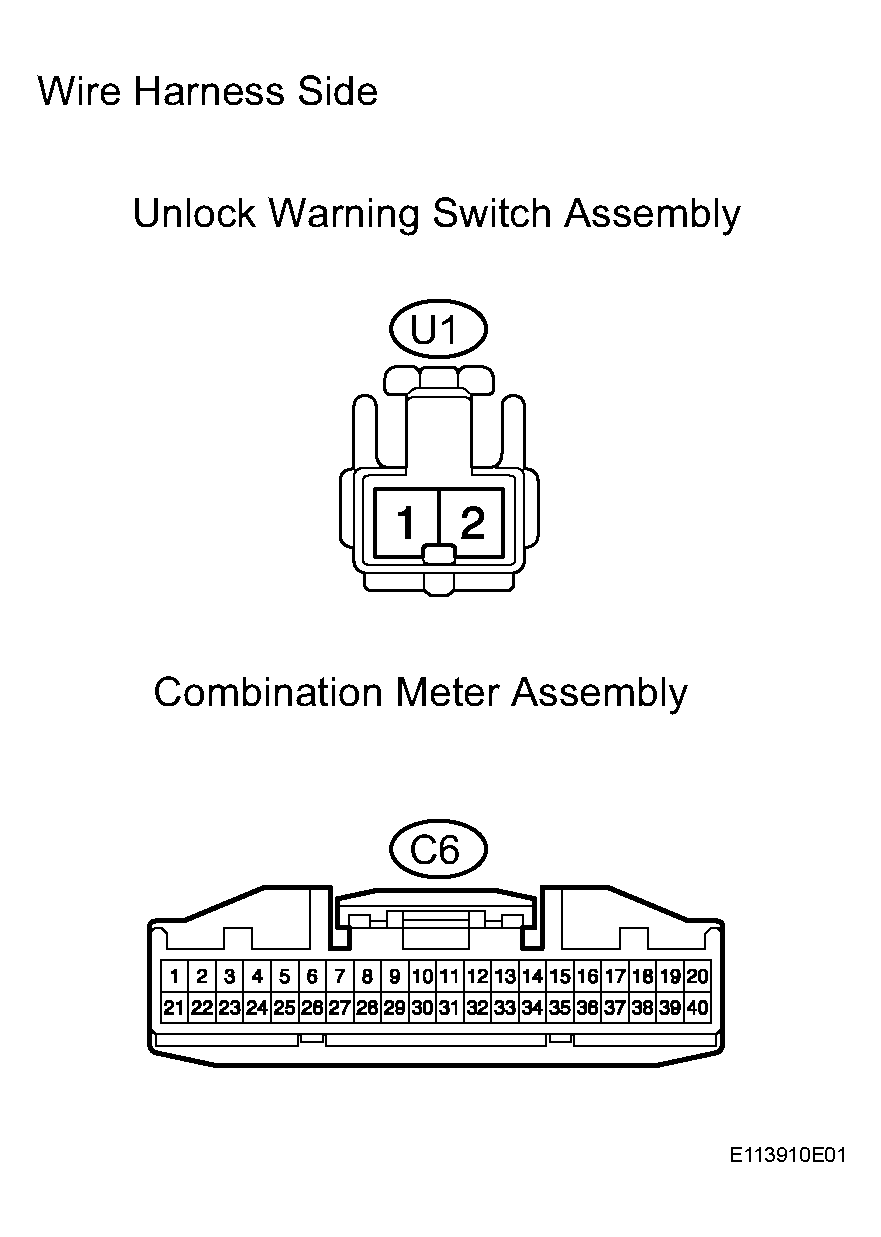 Wire Harness Side
Unlock Warning Switch Assembly
U1
1 2
Combination Meter Assembly
C6
1 2 3 4 5 6 7 8 9 10 11 12 13 14 15 16 17 18 19 20
21 22 23 24 25 26 27 28 29 30 31 32 33 34 35 36 37 38 39 40
E113910E01